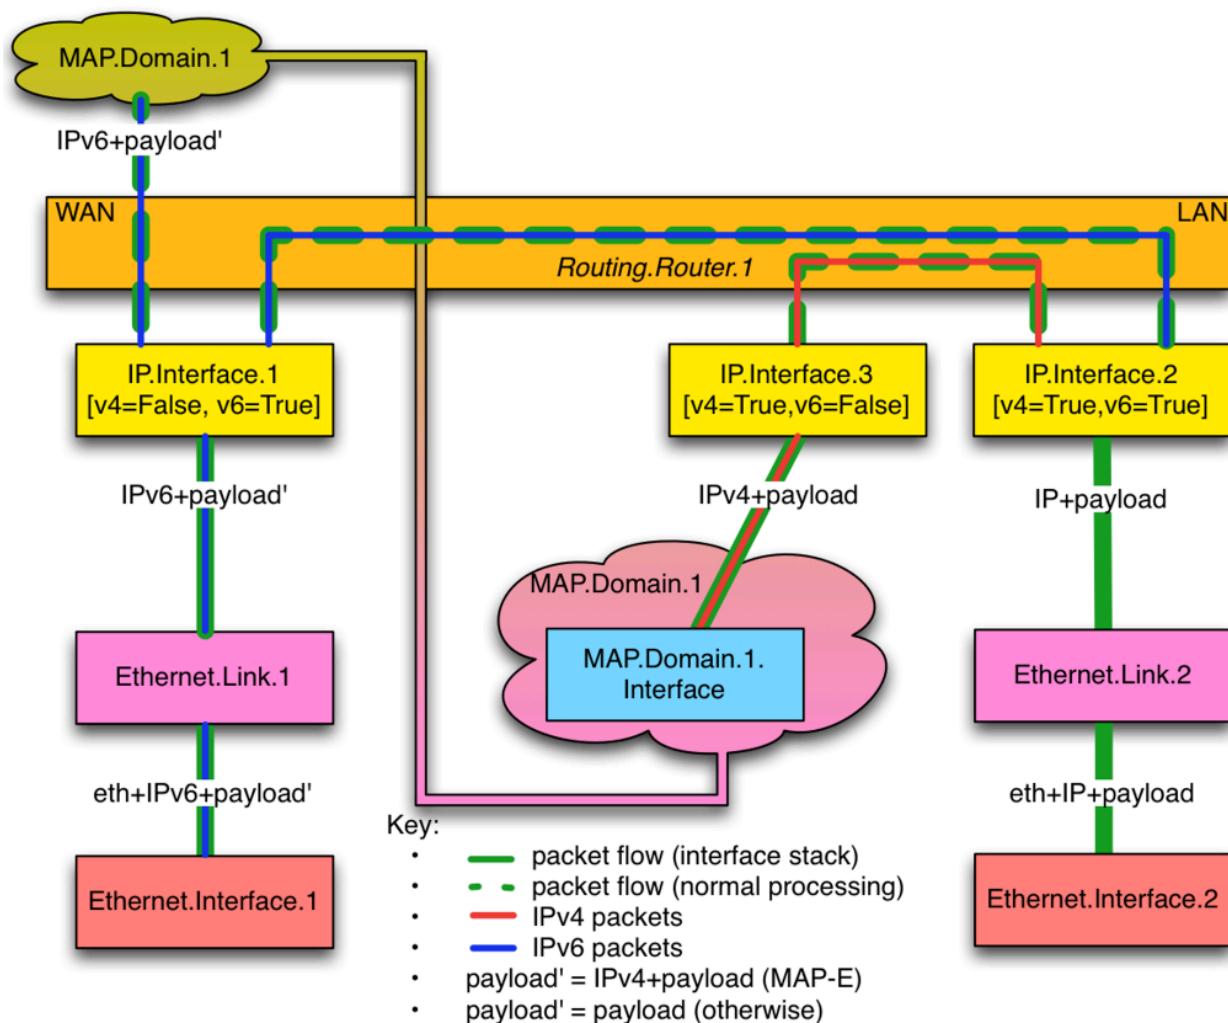 MAP.Domain.1
IPv6+payload'
WAN
LAN
Routing.Router.1
IP.Interface.1
[v4=False, v6=True]
IP.Interface.3
[v4=True,v6=False]
IP.Interface.2
[v4=True,v6=True]
IPv6+payload'
IPv4+payload
IP+payload
MAP.Domain.1
MAP.Domain.1.
Interface
Ethernet.Link.1
Ethernet.Link.2
eth+IPv6+payload'
eth+IP+payload
Key:
• packet flow (interface stack)
• packet flow (normal processing)
• IPv4 packets
• IPv6 packets
• payload' = IPv4+payload (MAP-E)
• payload' = payload (otherwise)
Ethernet.Interface.1
Ethernet.Interface.2